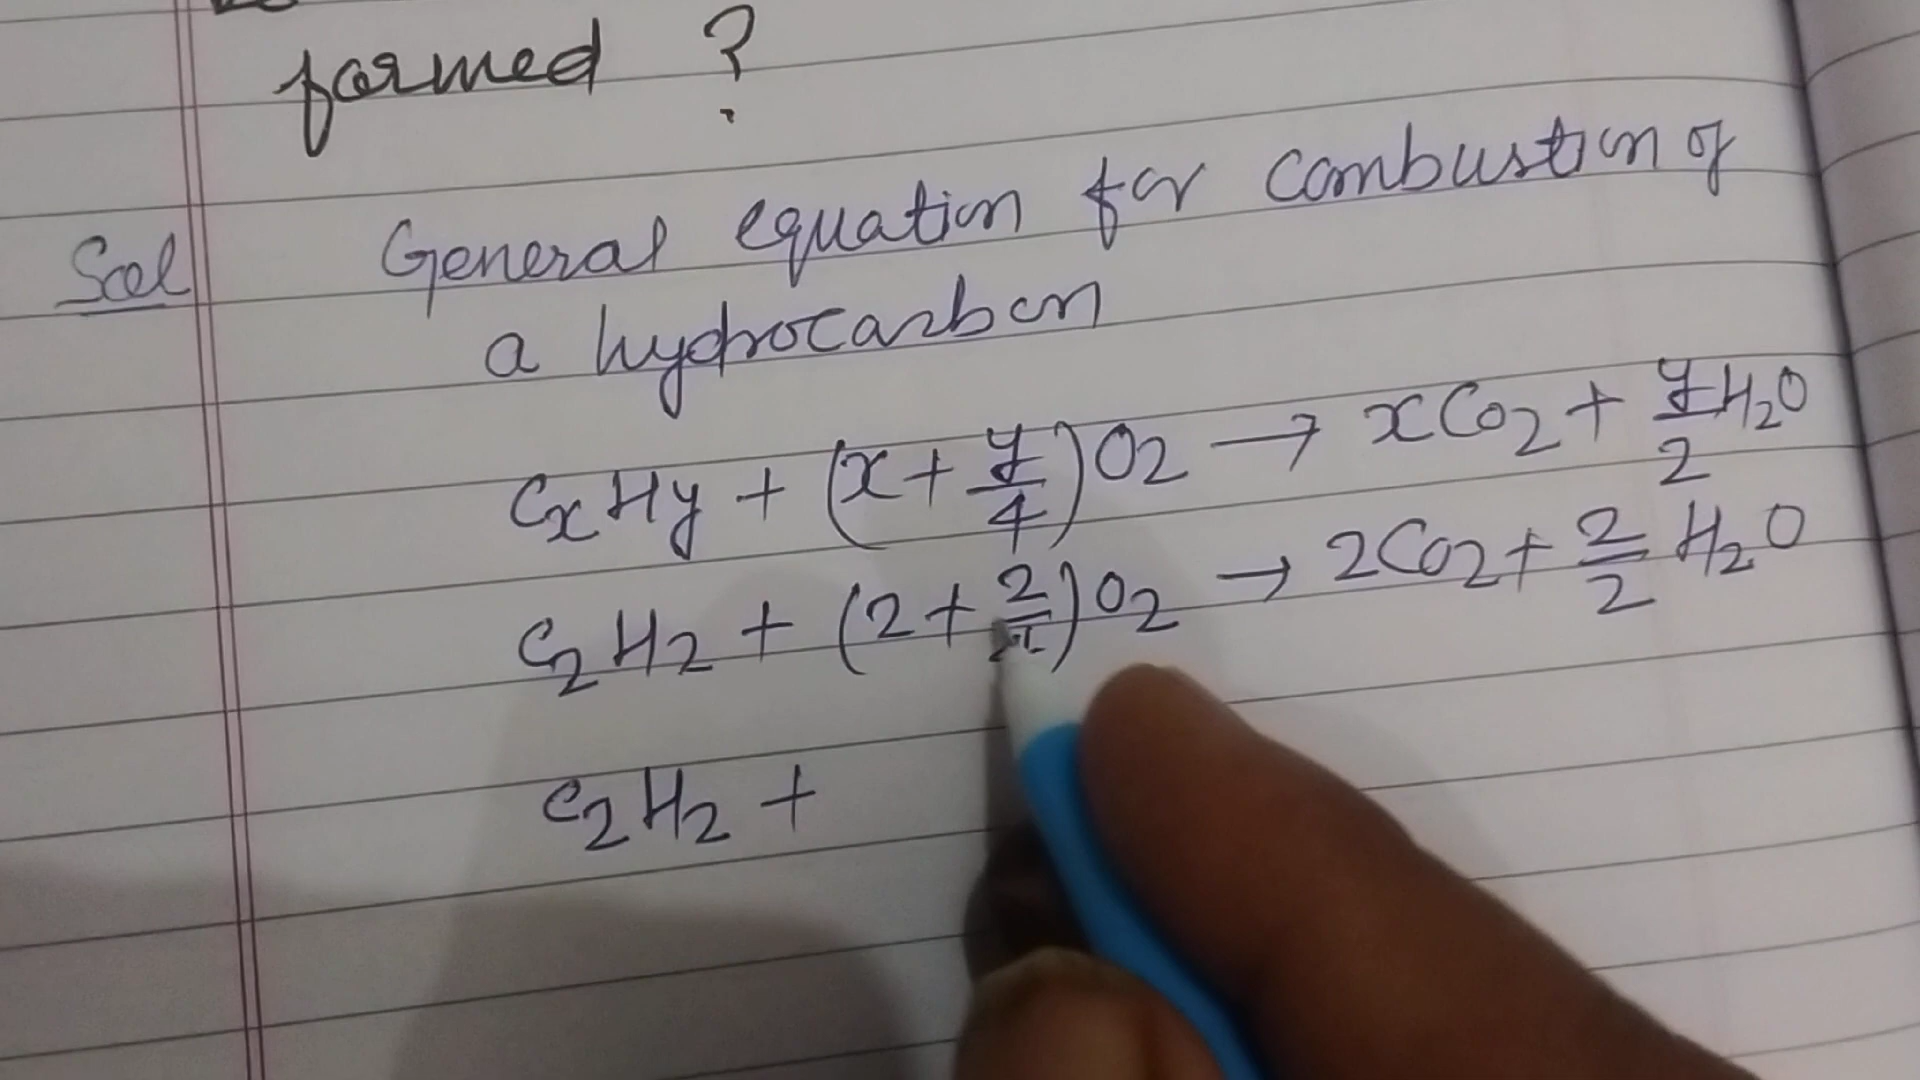 formed ?
Sol General equation for combustion of
a hydrocarbon
CxHy + (x + y/4)O2 → xCO2 + y/2 H2O
C2H2 + (2 + 2/4)O2 → 2CO2 + 2/2 H2O
C2H2 +